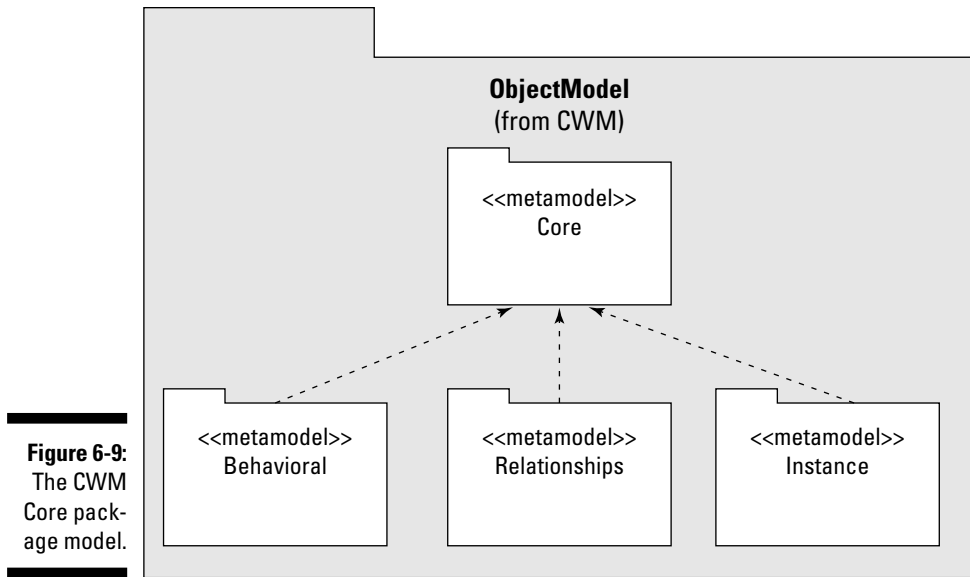 ObjectModel
(from CWM)
<<metamodel>>
Core
<<metamodel>>
Behavioral
<<metamodel>>
Relationships
<<metamodel>>
Instance
Figure 6-9:
The CWM
Core pack-
age model.